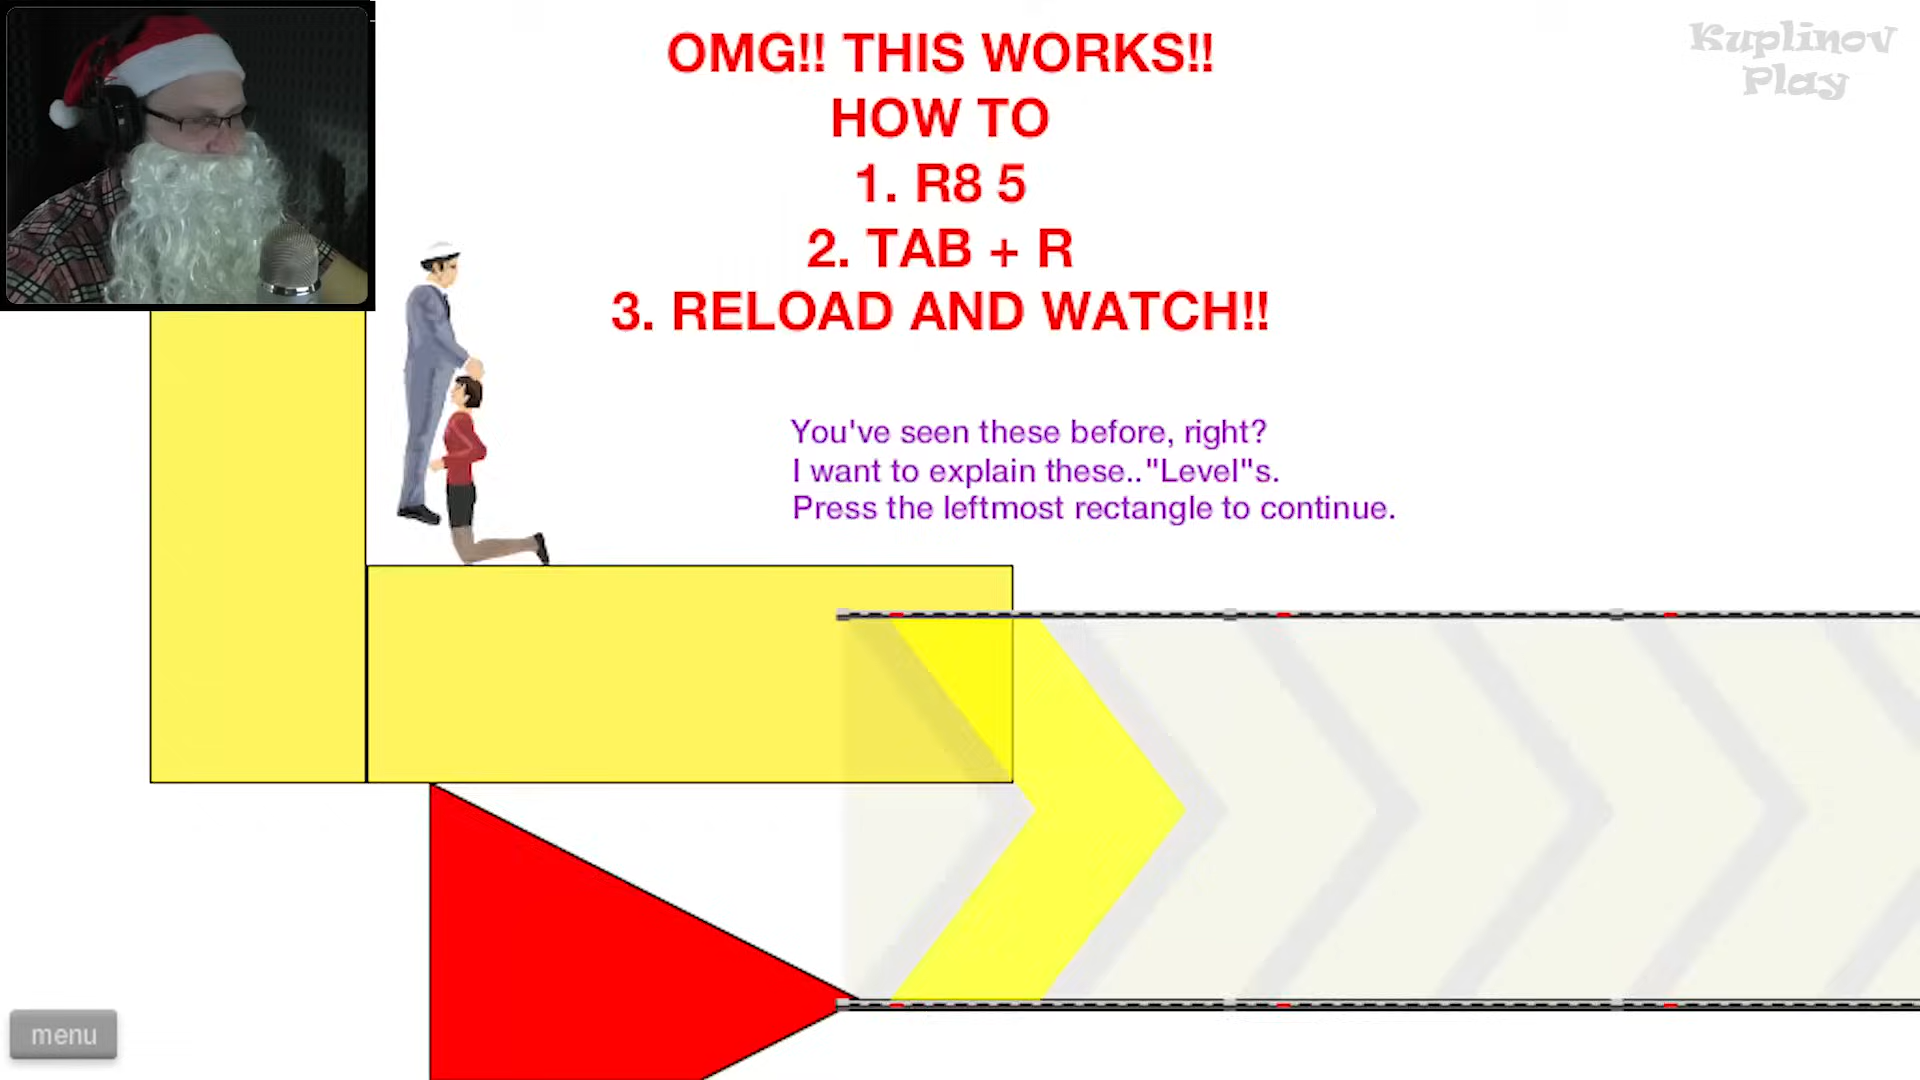 Kuplinov
Play
OMG!! THIS WORKS!!
HOW TO
1. R8 5
2. TAB + R
3. RELOAD AND WATCH!!
You've seen these before, right?
I want to explain these.."Level"s.
Press the leftmost rectangle to continue.
menu